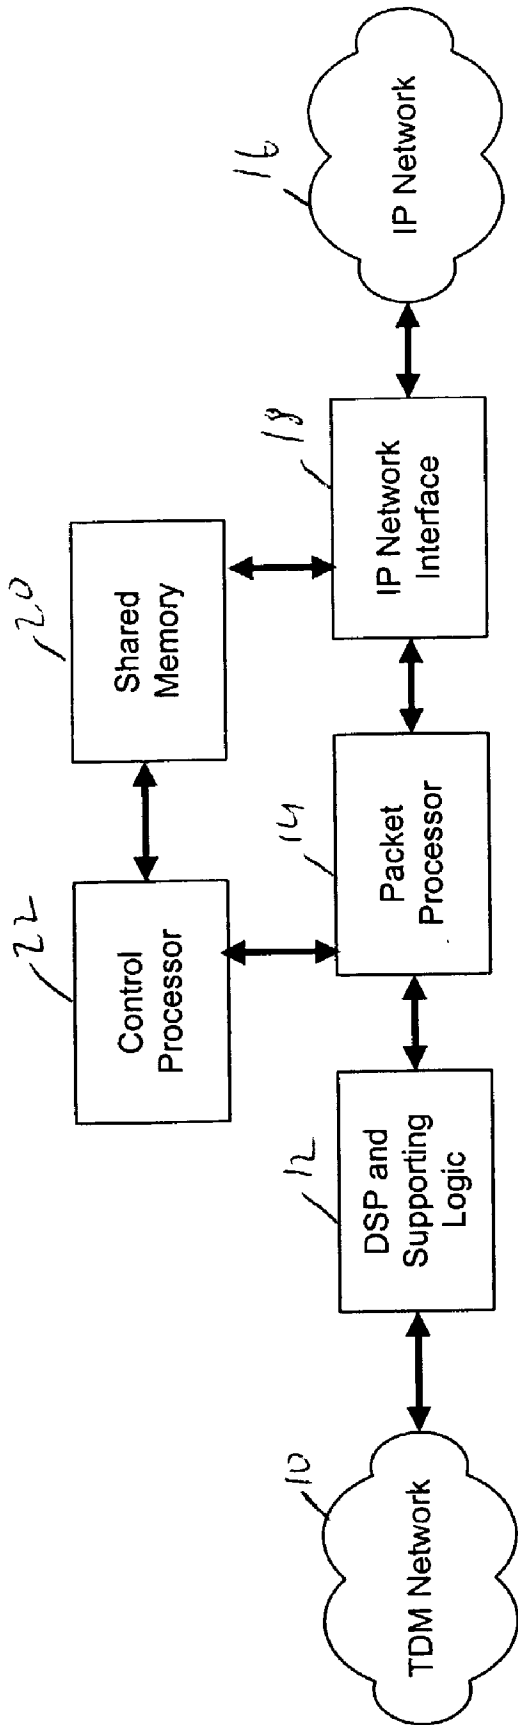 22
Control
Processor
20
Shared
Memory
10
TDM Network
12
DSP and
Supporting
Logic
14
Packet
Processor
18
IP Network
Interface
16
IP Network